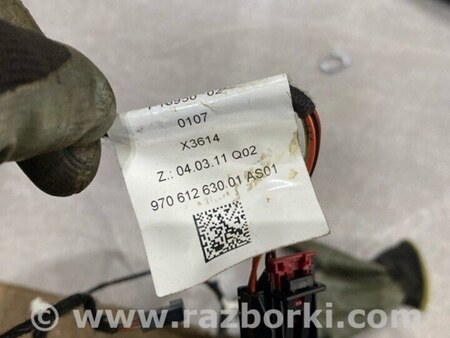 0107
X3614
Z.: 04.03.11 Q02
970 612 630.01 AS01
© www.razborki.com